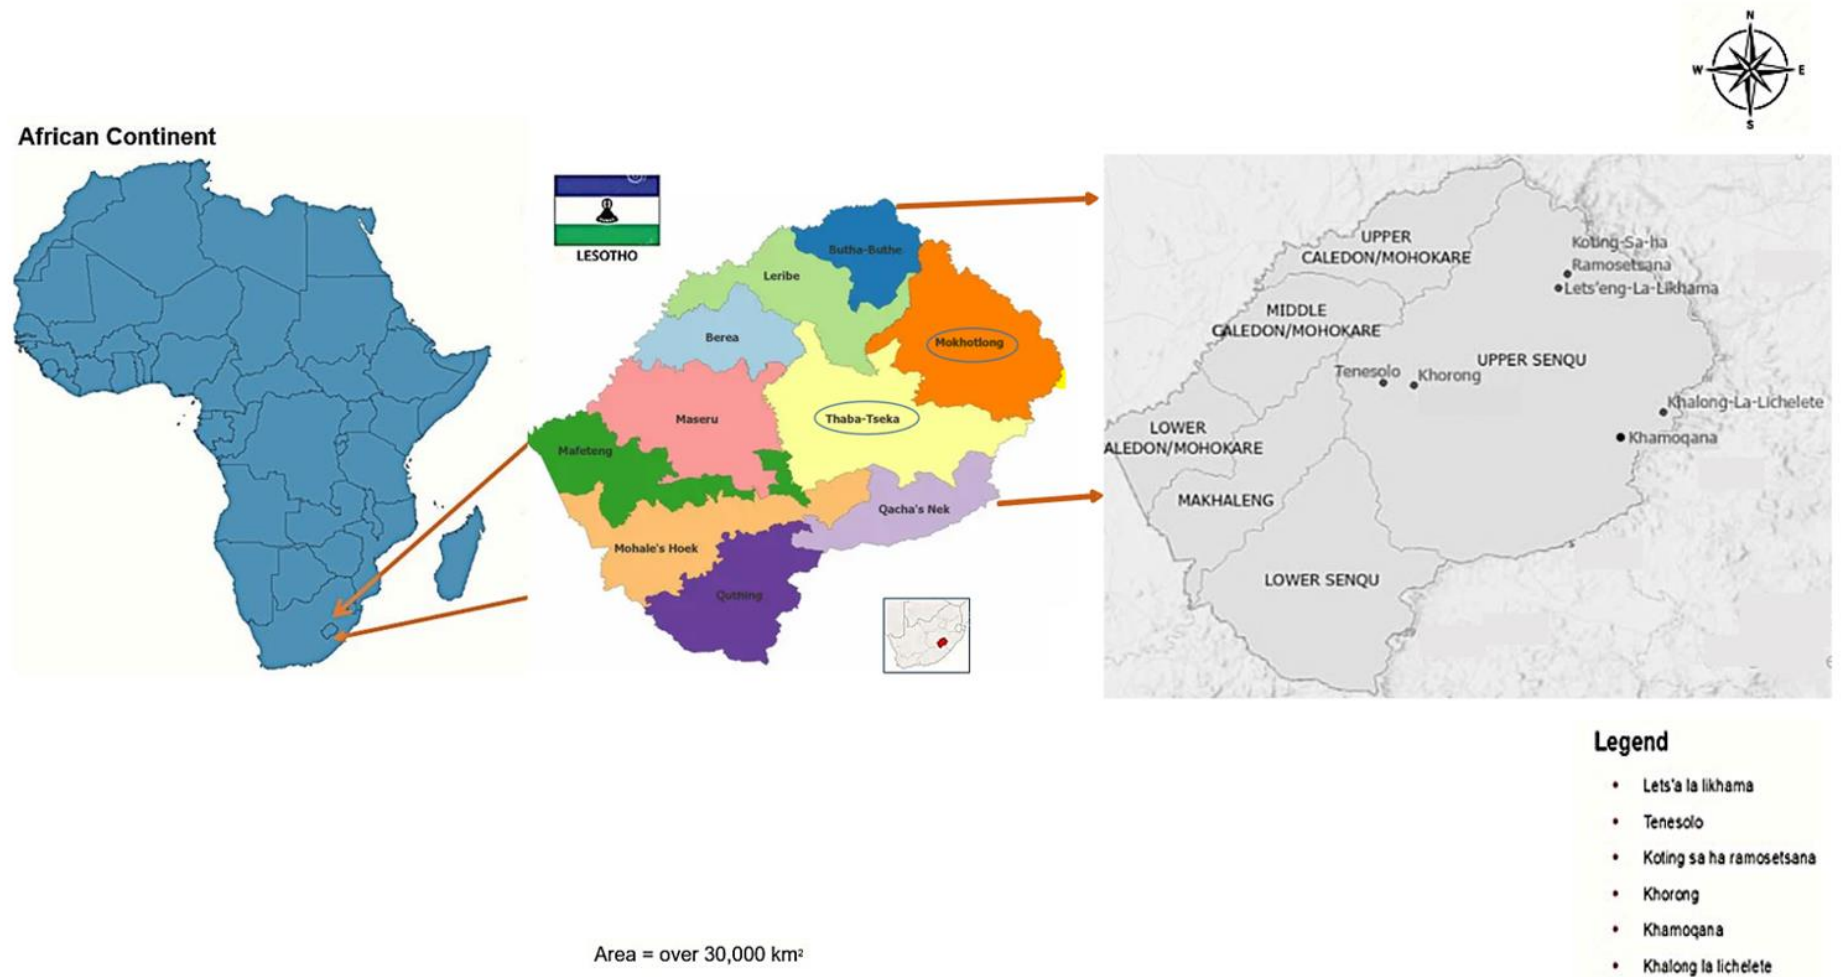 N
W
E
S
African Continent
LESOTHO
Butha-Buthe
Leribe
Mokhotlong
Berea
Thaba-Tseka
Maseru
Mafeteng
Qacha's Nek
Mohale's Hoek
Quthing
UPPER
CALEDON/MOHOKARE
Koting-Sa-ha
Ramosetsana
Lets'eng-La-Likhama
MIDDLE
CALEDON/MOHOKARE
UPPER SENQU
Tenesolo
Khorong
Khalong-La-Lichelete
LOWER
ALEDON/MOHOKARE
Khamoqana
MAKHALENG
LOWER SENQU
Legend
Lets'a la likhama
Tenesolo
Koting sa ha ramosetsana
Khorong
Khamoqana
Khalong la lichelete
Area = over 30,000 km²